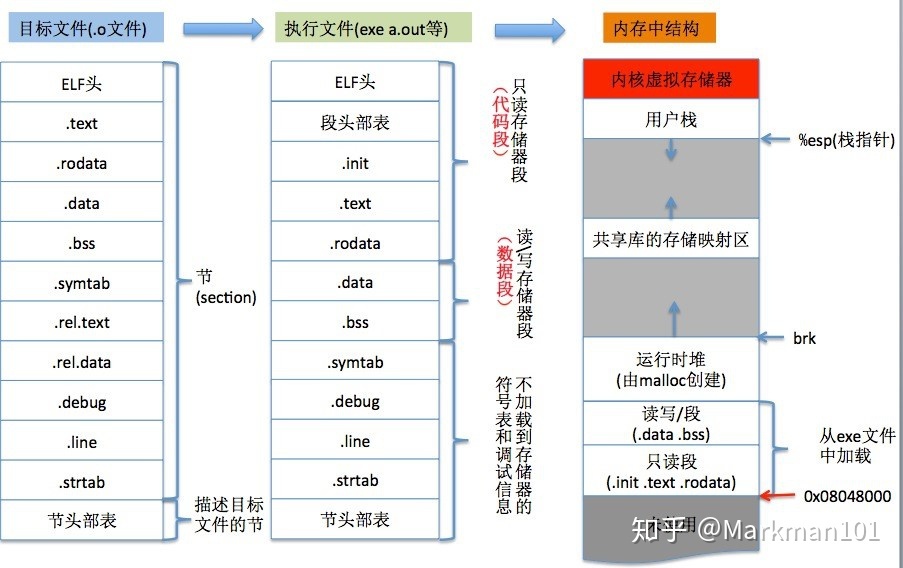 目标文件(.o文件)
执行文件(exe a.out等)
内存中结构
ELF头
.text
.rodata
.data
.bss
.symtab
.rel.text
.rel.data
.debug
.line
.strtab
节头部表
节
(section)
描述目标
文件的节
ELF头
段头部表
.init
.text
.rodata
.data
.bss
.symtab
.debug
.line
.strtab
节头部表
只读存储器段
(代码段)
读\写存储器段
(数据段)
不加载到存储器的
符号表和调试信息
内核虚拟存储器
用户栈
%esp(栈指针)
共享库的存储映射区
brk
运行时堆
(由malloc创建)
读写/段
(.data .bss)
只读段
(.init .text .rodata)
从exe文件
中加载
0x08048000
知乎 @Markman101